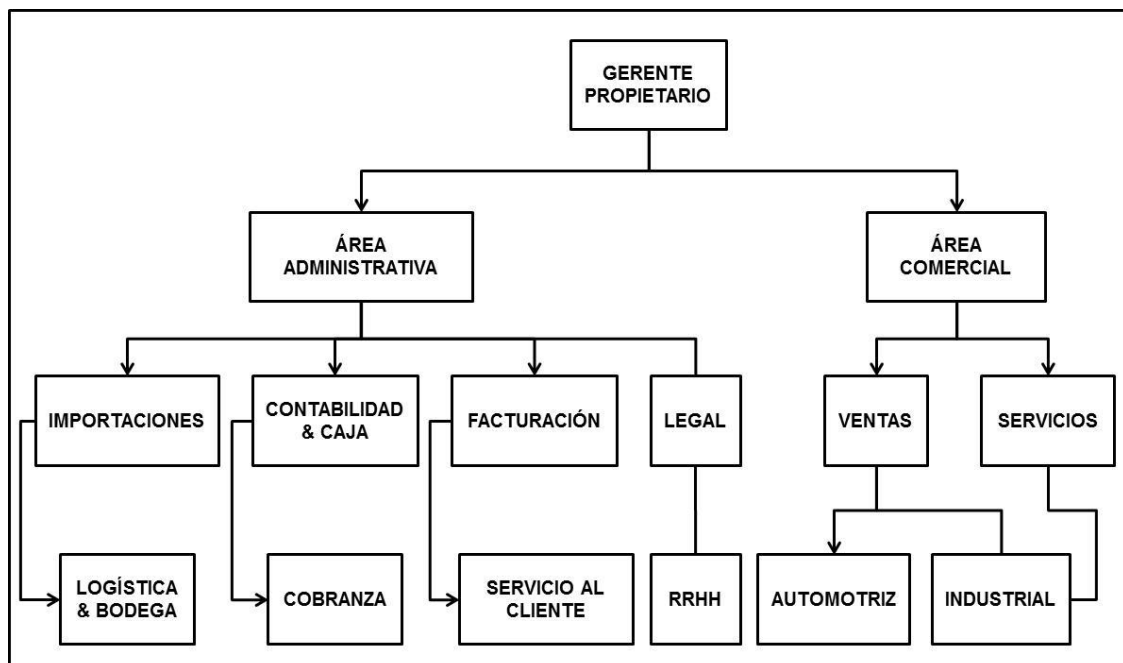 GERENTE
PROPIETARIO
ÁREA
ADMINISTRATIVA
ÁREA
COMERCIAL
IMPORTACIONES
CONTABILIDAD
& CAJA
FACTURACIÓN
LEGAL
VENTAS
SERVICIOS
LOGÍSTICA
& BODEGA
COBRANZA
SERVICIO AL
CLIENTE
RRHH
AUTOMOTRIZ
INDUSTRIAL